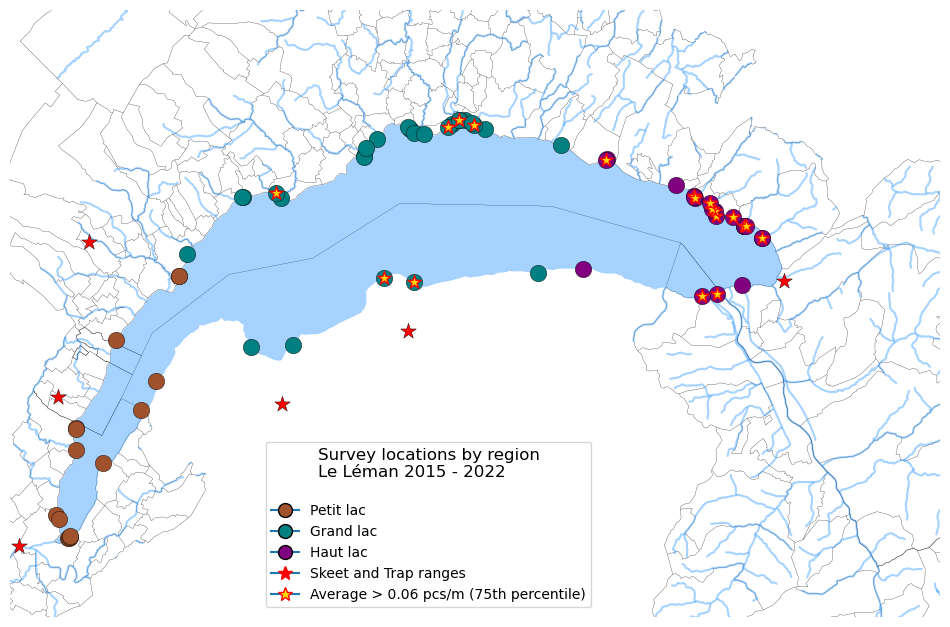 Survey locations by region
Le Léman 2015 - 2022
Petit lac
Grand lac
Haut lac
Skeet and Trap ranges
Average > 0.06 pcs/m (75th percentile)